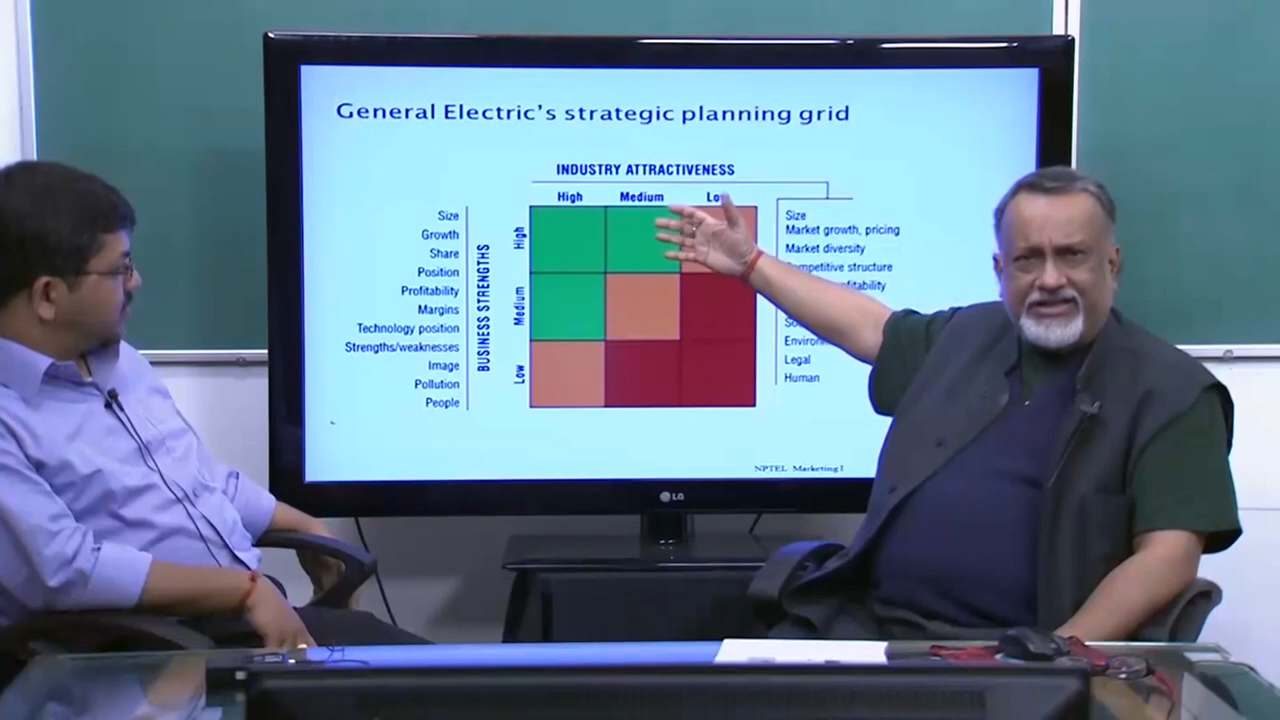 General Electric's strategic planning grid
INDUSTRY ATTRACTIVENESS
High Medium
Size
Growth
Share
Position
Profitability
Margins
Technology position
Strengths/weaknesses
Image
Pollution
People
BUSINESS STRENGTHS
High
Medium
Low
Size
Market growth, pricing
Market diversity
structure
Legal
Human
NPTEL Marketing I
LG